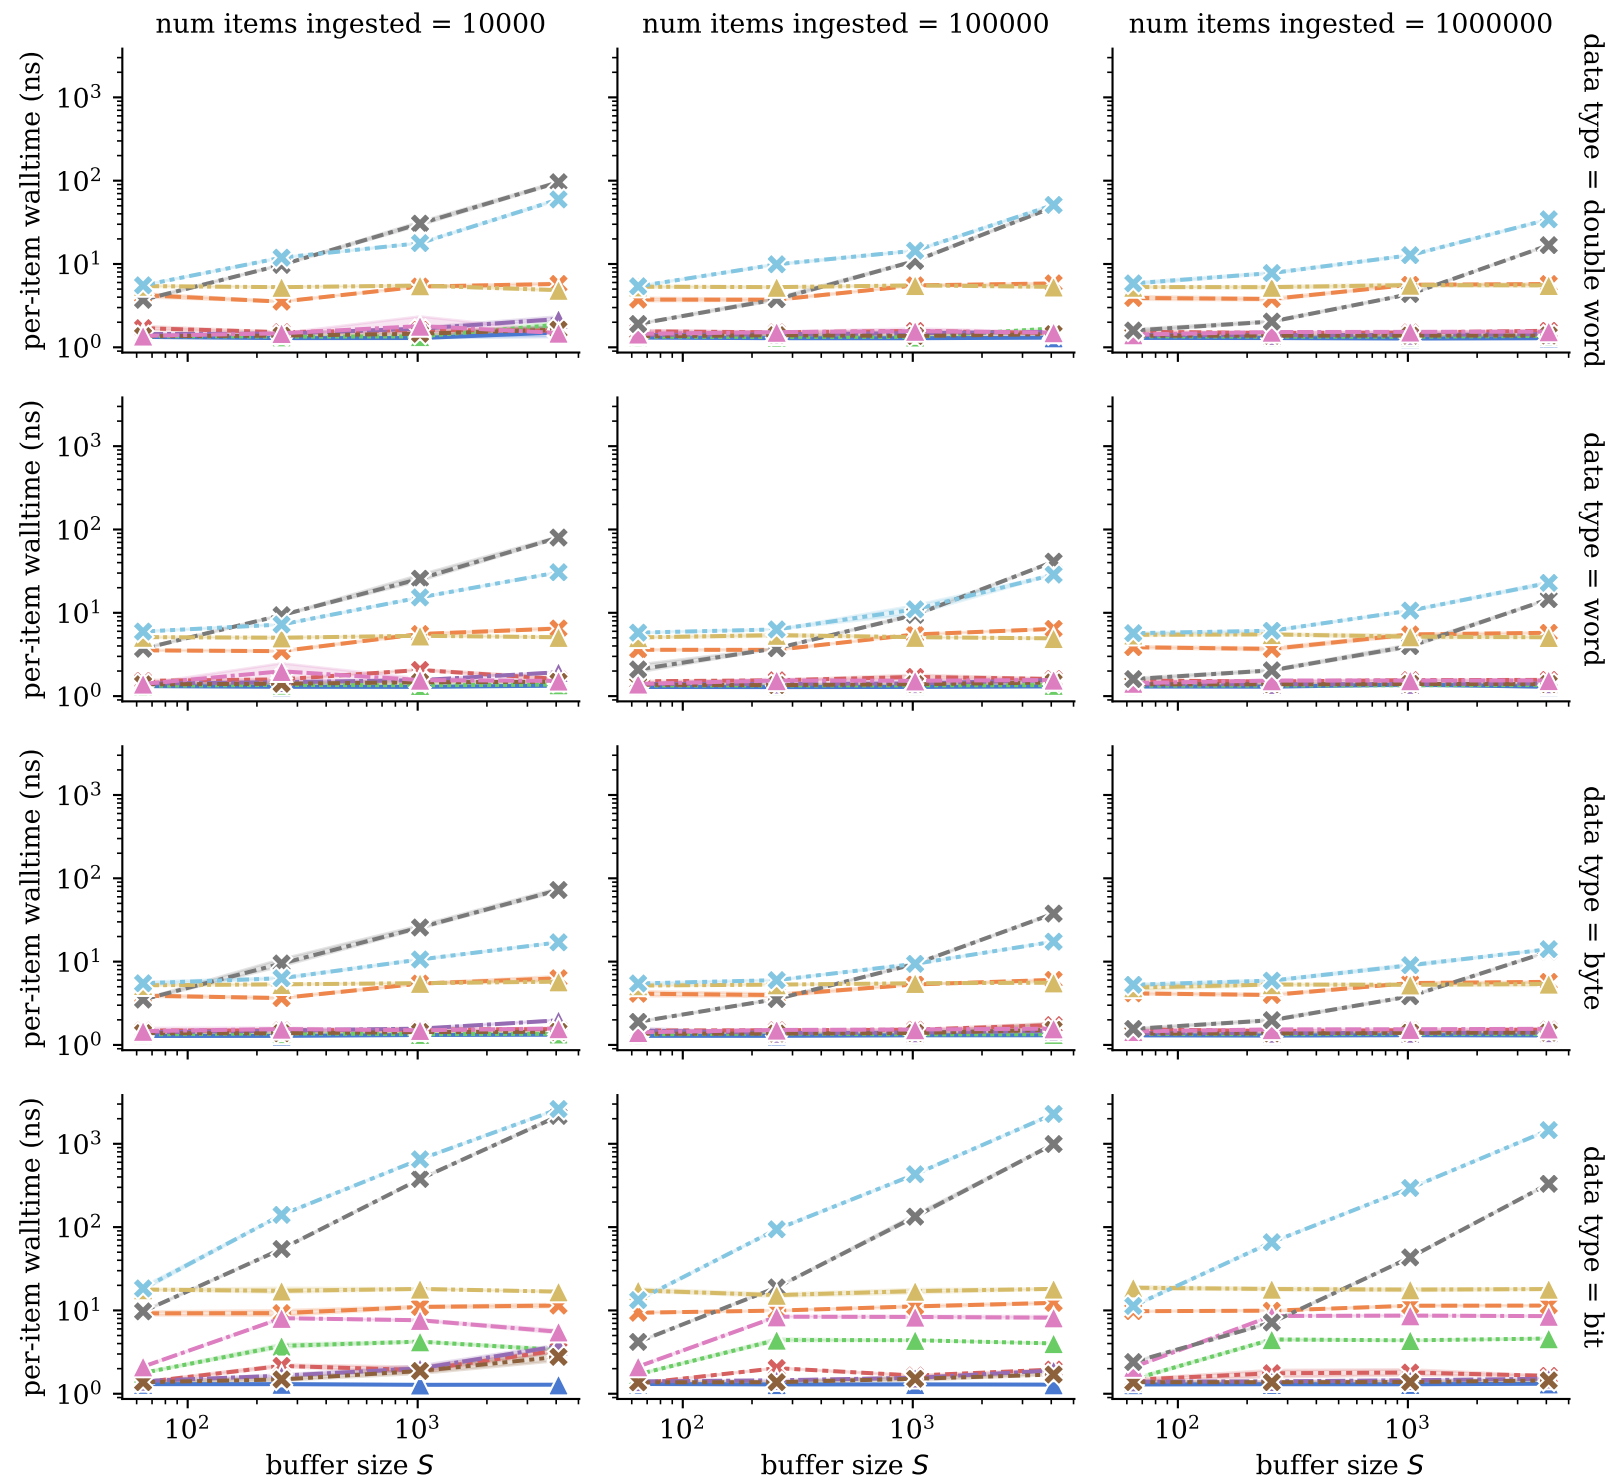 num items ingested = 10000
num items ingested = 100000
num items ingested = 1000000
per-item walltime (ns)
10³
10²
10¹
10⁰
data type = double word
per-item walltime (ns)
10³
10²
10¹
10⁰
data type = word
per-item walltime (ns)
10³
10²
10¹
10⁰
data type = byte
per-item walltime (ns)
10³
10²
10¹
10⁰
data type = bit
10² 10³
10² 10³
10² 10³
buffer size S
buffer size S
buffer size S